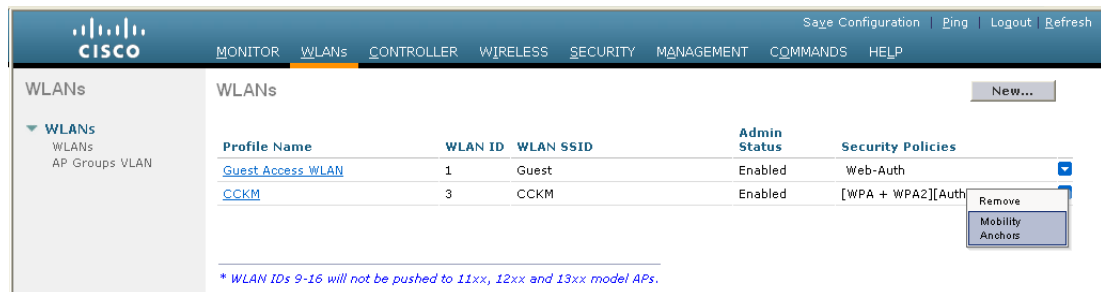 Save Configuration | Ping | Logout | Refresh
CISCO
MONITOR WLANs CONTROLLER WIRELESS SECURITY MANAGEMENT COMMANDS HELP
WLANs
WLANs
WLANs
AP Groups VLAN
WLANs
New...
Profile Name WLAN ID WLAN SSID Admin Status Security Policies
Guest Access WLAN 1 Guest Enabled Web-Auth
CCKM 3 CCKM Enabled [WPA + WPA2][Auth
Remove
Mobility
Anchors
* WLAN IDs 9-16 will not be pushed to 11xx, 12xx and 13xx model APs.